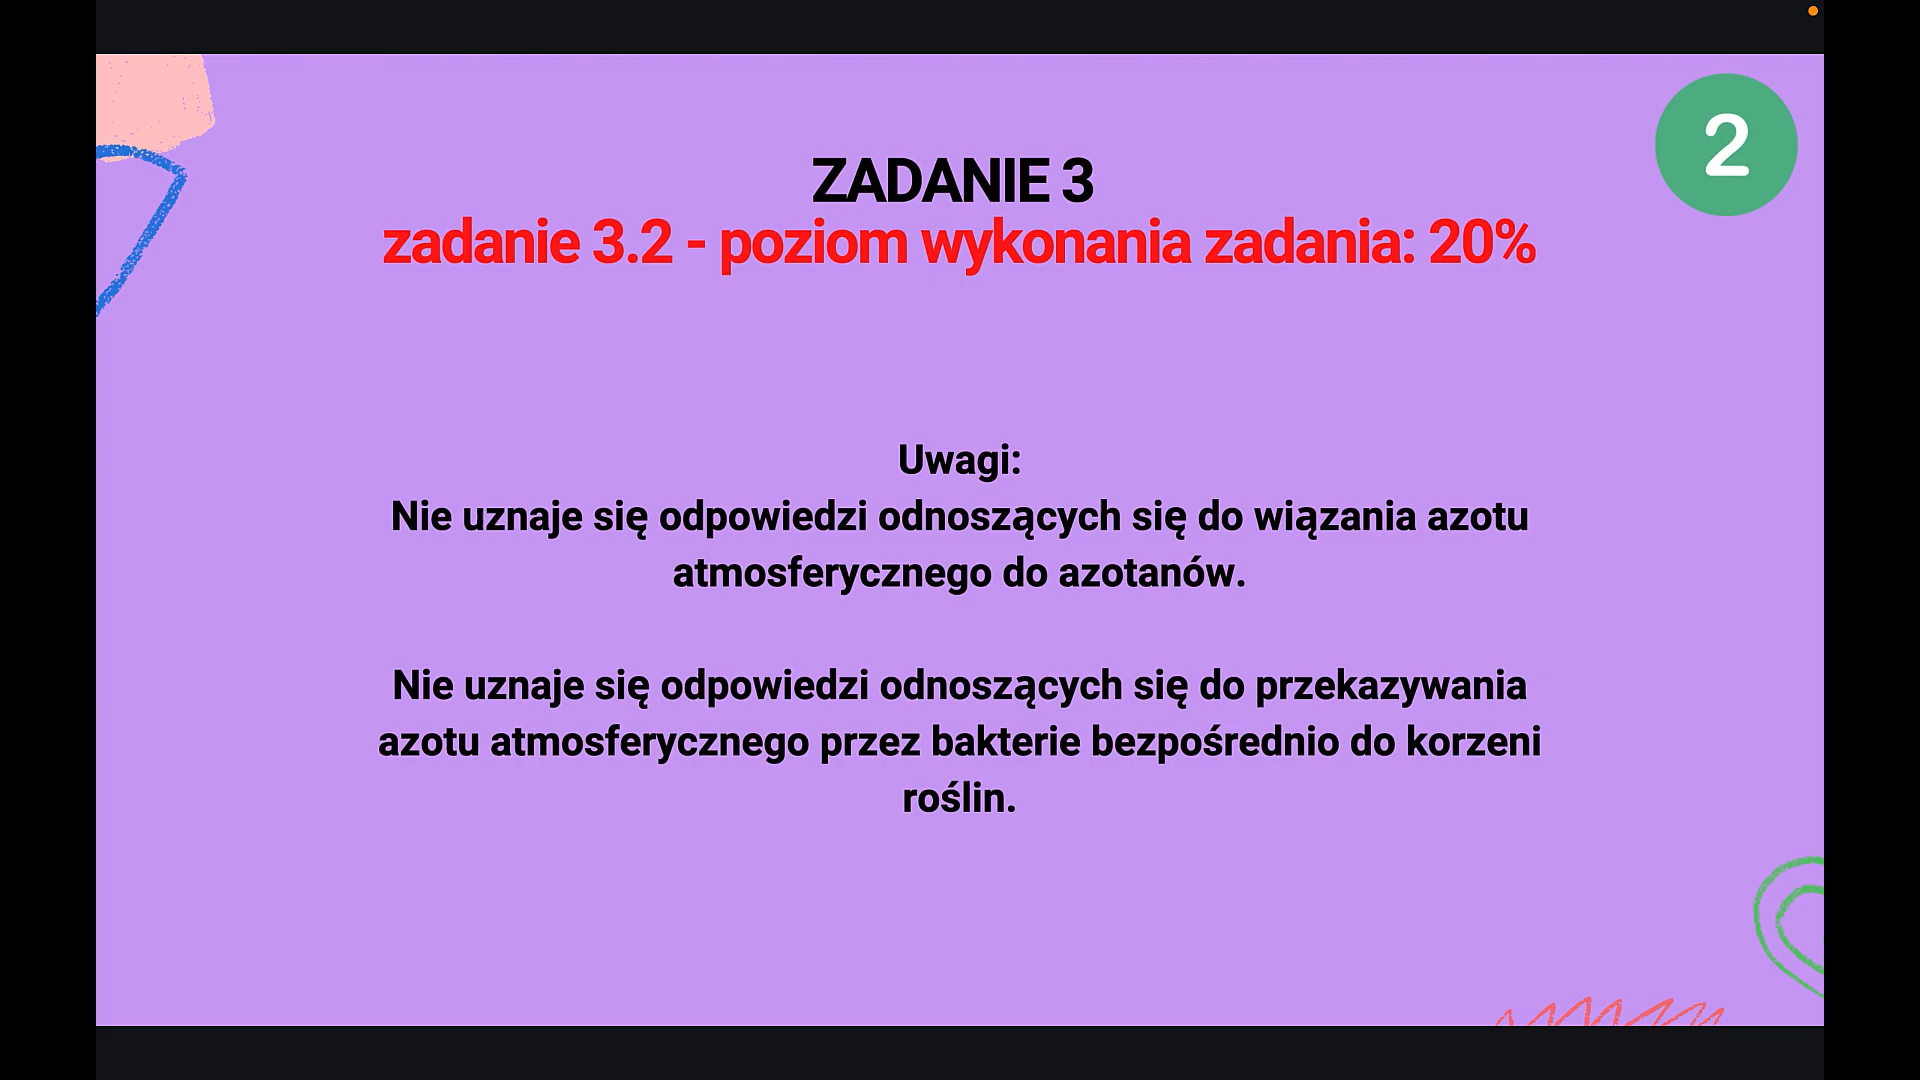 2
ZADANIE 3
zadanie 3.2 - poziom wykonania zadania: 20%
Uwagi:
Nie uznaje się odpowiedzi odnoszących się do wiązania azotu
atmosferycznego do azotanów.
Nie uznaje się odpowiedzi odnoszących się do przekazywania
azotu atmosferycznego przez bakterie bezpośrednio do korzeni
roślin.